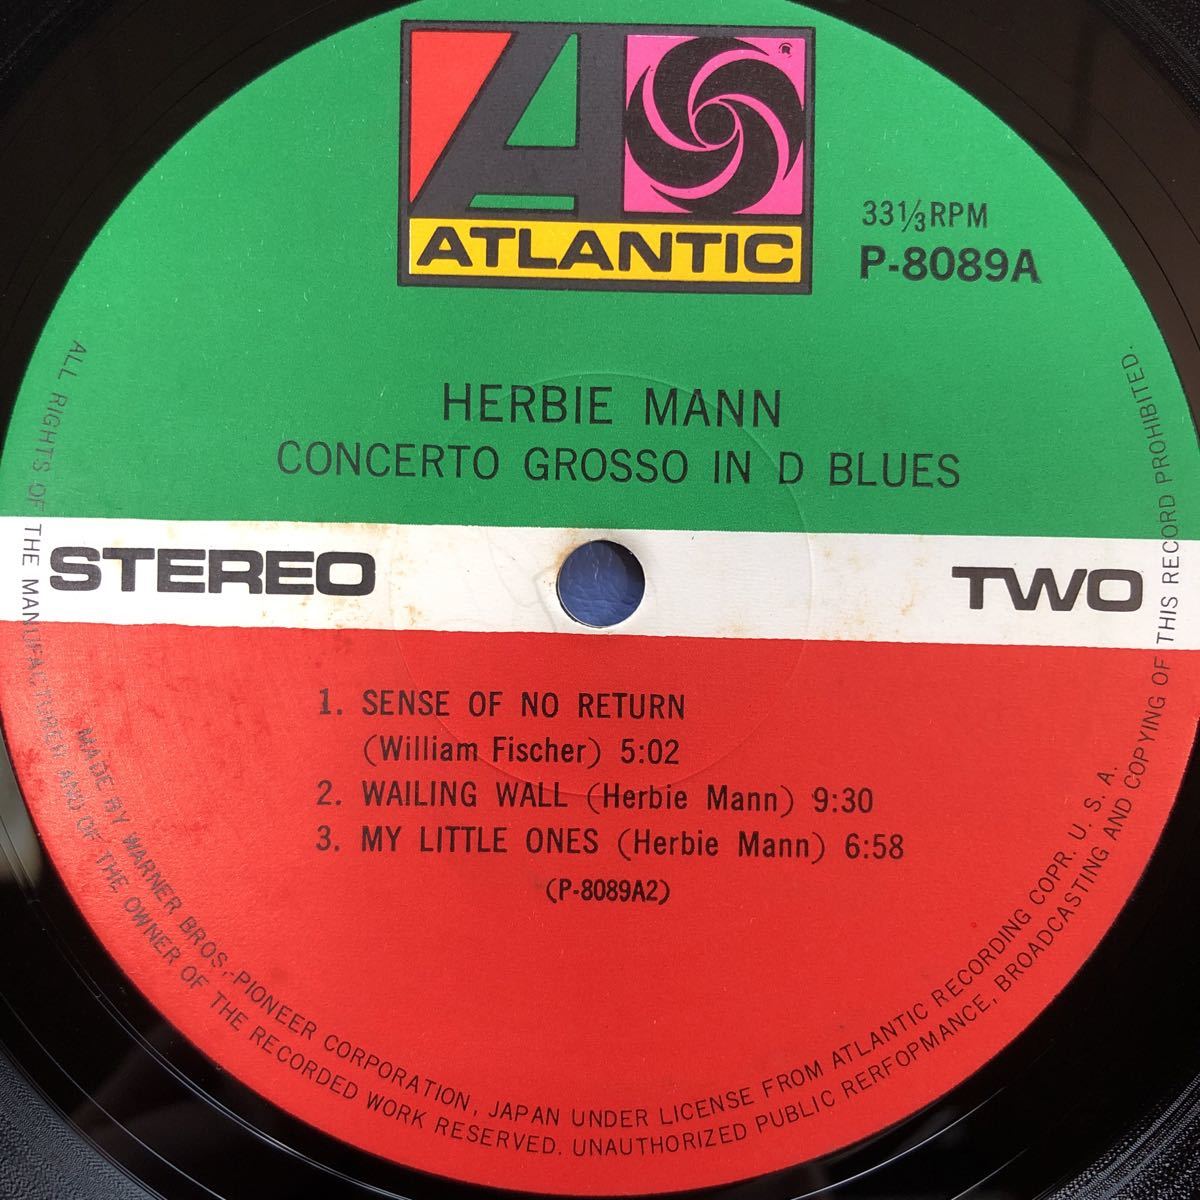 ATLANTIC
33⅓RPM
P-8089A
HERBIE MANN
CONCERTO GROSSO IN D BLUES
STEREO
TWO
1. SENSE OF NO RETURN
(William Fischer) 5:02
2. WAILING WALL (Herbie Mann) 9:30
3. MY LITTLE ONES (Herbie Mann) 6:58
(P-8089A2)
MADE BY WARNER BROS.-PIONEER CORPORATION, JAPAN UNDER LICENSE FROM ATLANTIC RECORDING COPR. U. S. A.
ALL RIGHTS OF THE MANUFACTURER AND OF THE OWNER OF THE RECORDED WORK RESERVED. UNAUTHORIZED PUBLIC RERFOPMANCE, BROADCASTING AND COPYING OF THIS RECORD PROHIBITED.